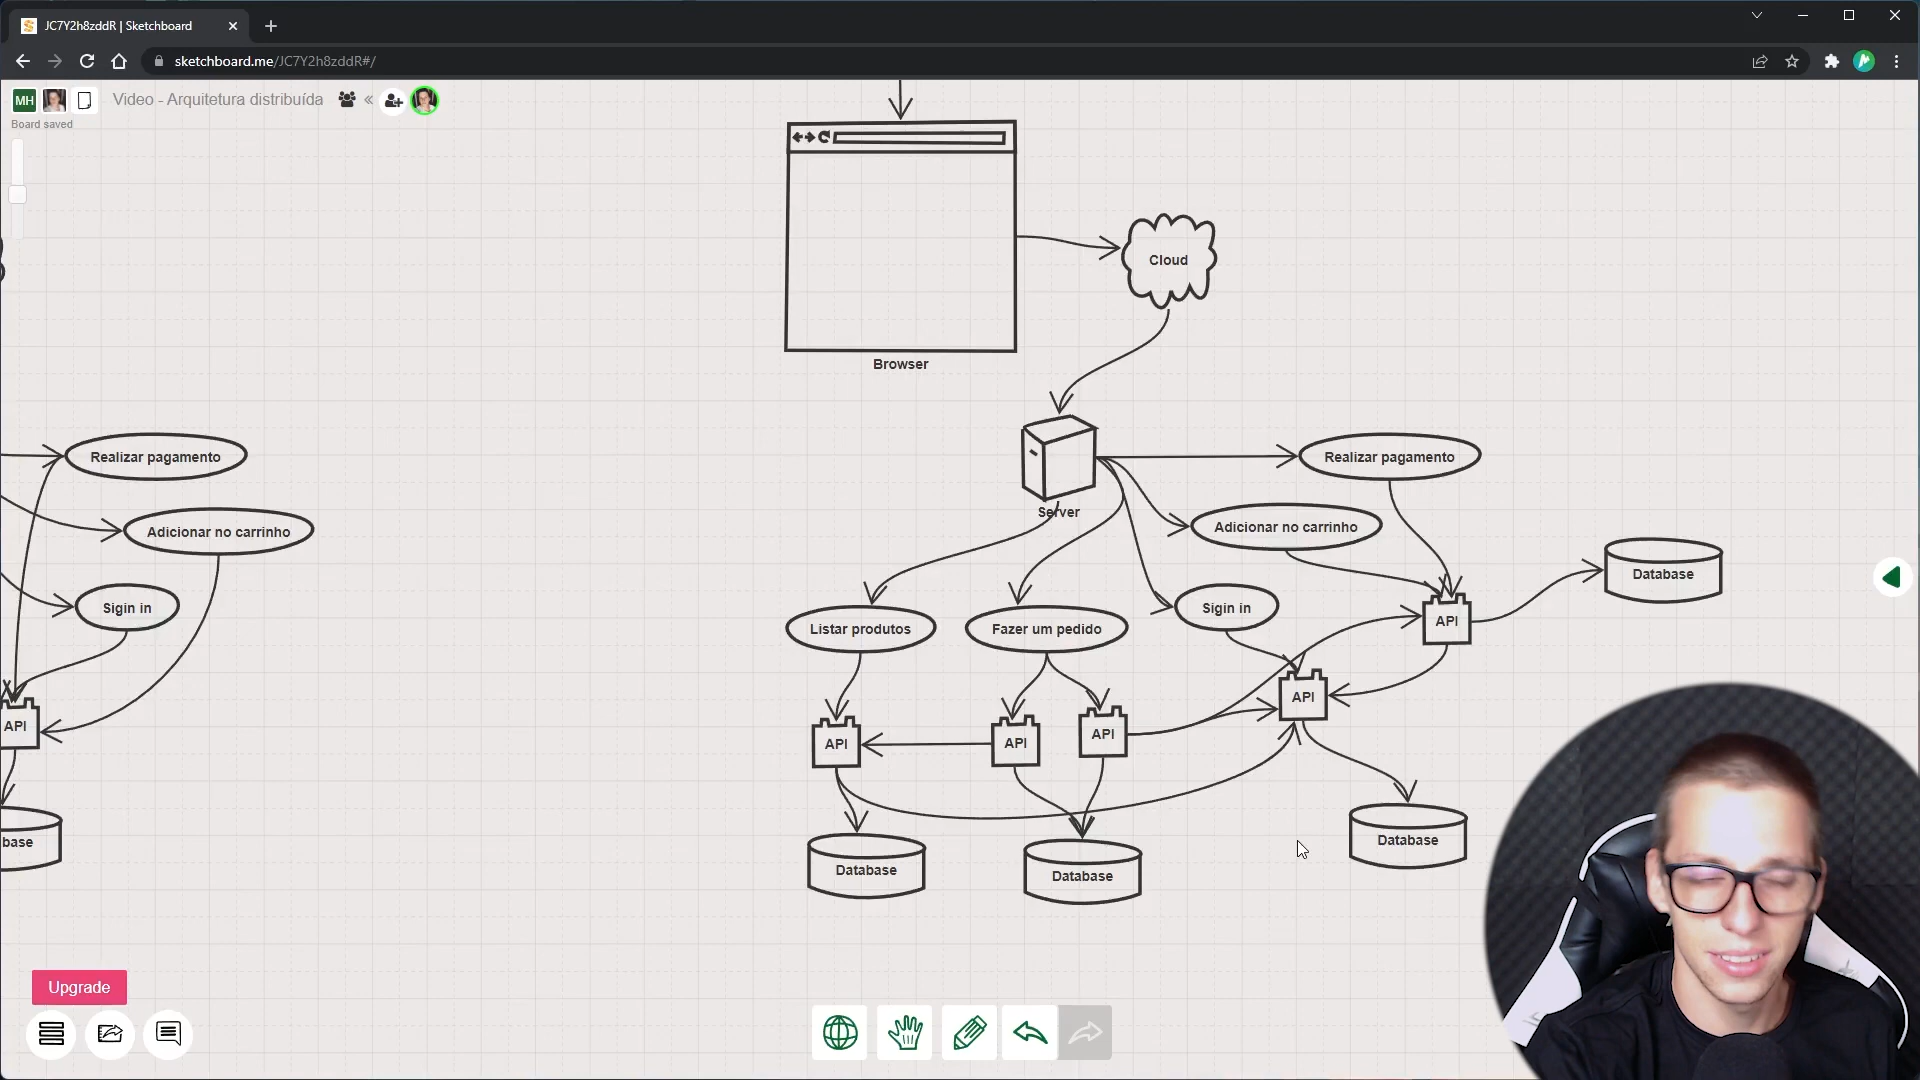 JC7Y2h8zddR | Sketchboard
sketchboard.me/JC7Y2h8zddR#/
MH
Video - Arquitetura distribuída
Board saved
Browser
Cloud
Server
Realizar pagamento
Realizar pagamento
Adicionar no carrinho
Adicionar no carrinho
Database
Sigin in
Sigin in
Listar produtos
Fazer um pedido
API
API
API
API
API
API
base
Database
Database
Database
Upgrade